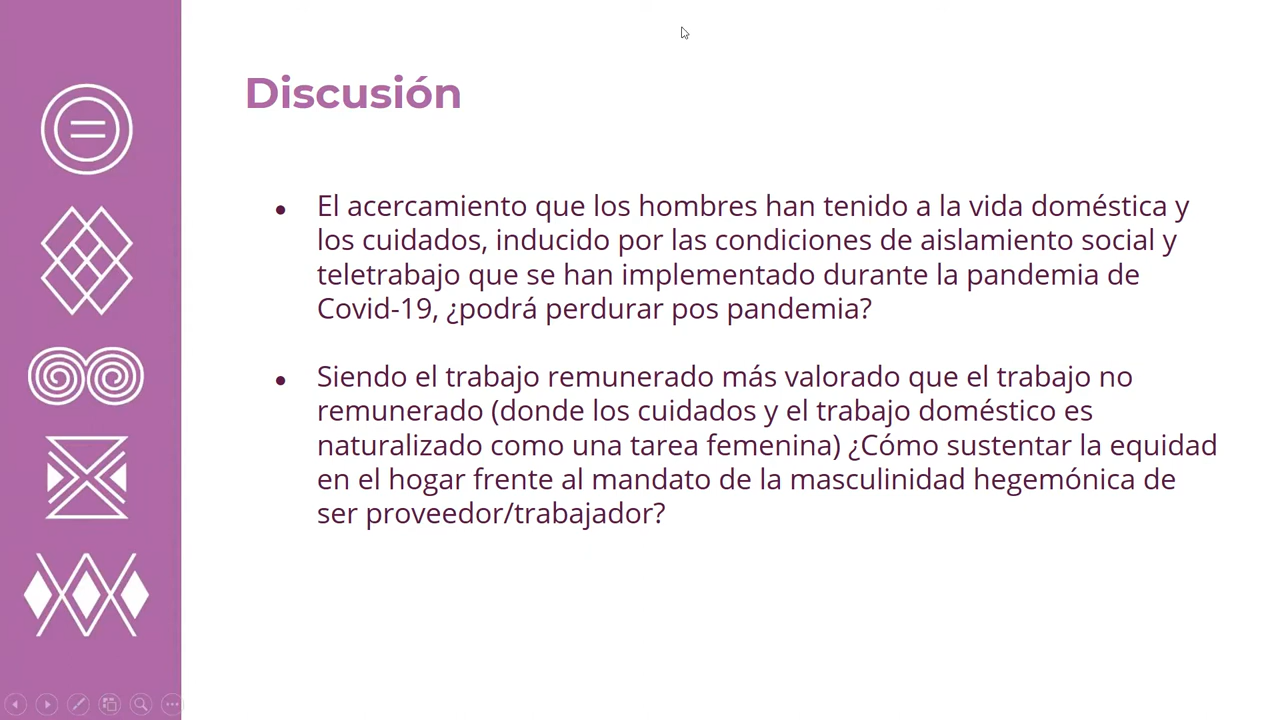 Discusión
● El acercamiento que los hombres han tenido a la vida doméstica y
los cuidados, inducido por las condiciones de aislamiento social y
teletrabajo que se han implementado durante la pandemia de
Covid-19, ¿podrá perdurar pos pandemia?
● Siendo el trabajo remunerado más valorado que el trabajo no
remunerado (donde los cuidados y el trabajo doméstico es
naturalizado como una tarea femenina) ¿Cómo sustentar la equidad
en el hogar frente al mandato de la masculinidad hegemónica de
ser proveedor/trabajador?